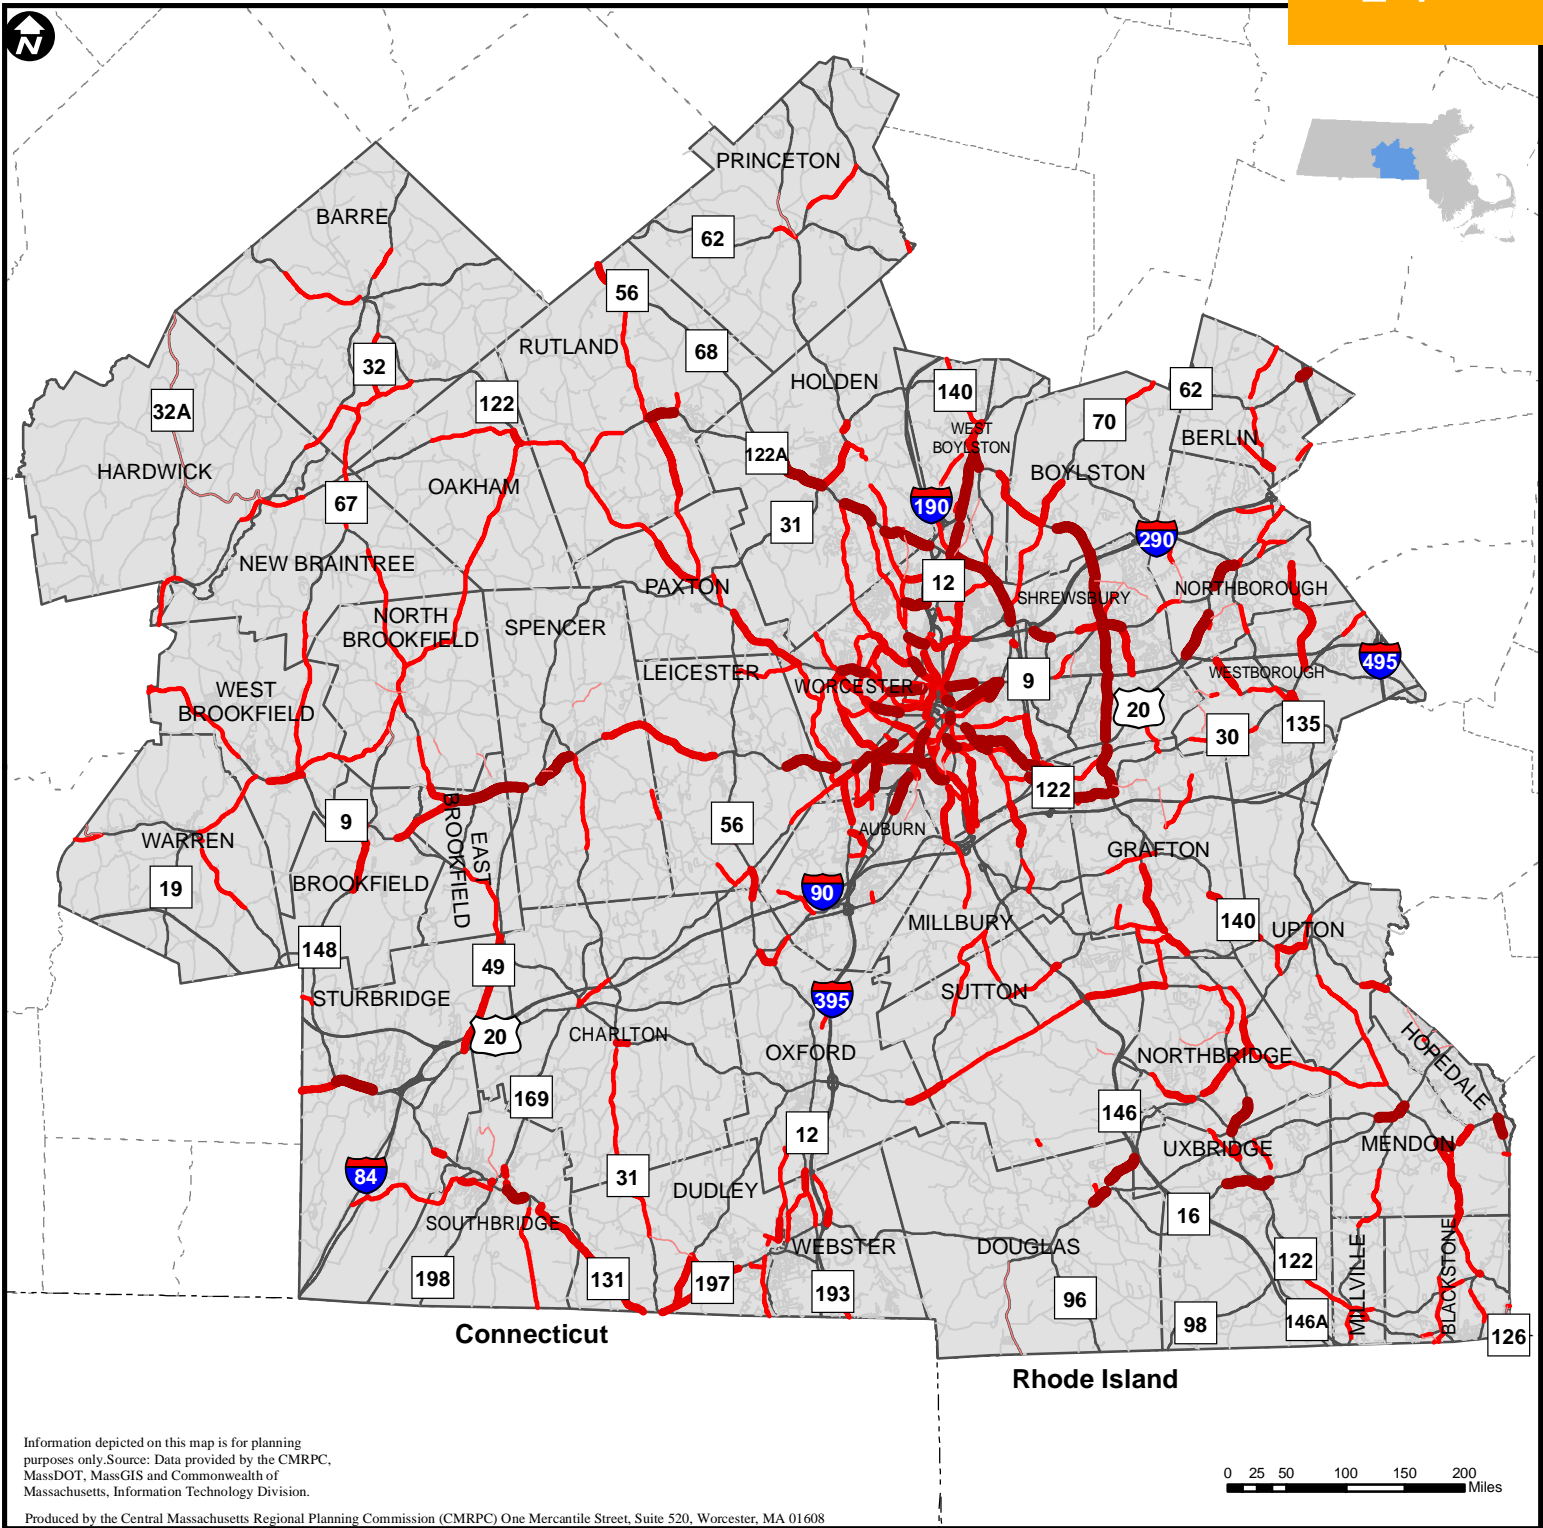 N
PRINCETON
BARRE
62
56
RUTLAND
68
32
HOLDEN
140
62
32A
122
70
WEST
BOYLSTON
BERLIN
122A
HARDWICK
BOYLSTON
OAKHAM
67
190
31
290
NEW BRAINTREE
12
PAXTON
SHREWSBURY
NORTHBOROUGH
NORTH
BROOKFIELD
SPENCER
495
LEICESTER
WORCESTER
9
WESTBOROUGH
WEST
BROOKFIELD
20
30
135
122
9
56
AUBURN
WARREN
EAST
BROOKFIELD
GRAFTON
19
BROOKFIELD
90
MILLBURY
140
UPTON
148
49
STURBRIDGE
395
SUTTON
20
CHARLTON
OXFORD
NORTHBRIDGE
HOPEDALE
169
146
12
UXBRIDGE
MENDON
84
31
DUDLEY
16
SOUTHBRIDGE
WEBSTER
DOUGLAS
122
MILLVILLE
BLACKSTONE
198
131
197
193
96
98
146A
126
Connecticut
Rhode Island
Information depicted on this map is for planning
purposes only.Source: Data provided by the CMRPC,
MassDOT, MassGIS and Commonwealth of
Massachusetts, Information Technology Division.
0 25 50 100 150 200
Miles
Produced by the Central Massachusetts Regional Planning Commission (CMRPC) One Mercantile Street, Suite 520, Worcester, MA 01608